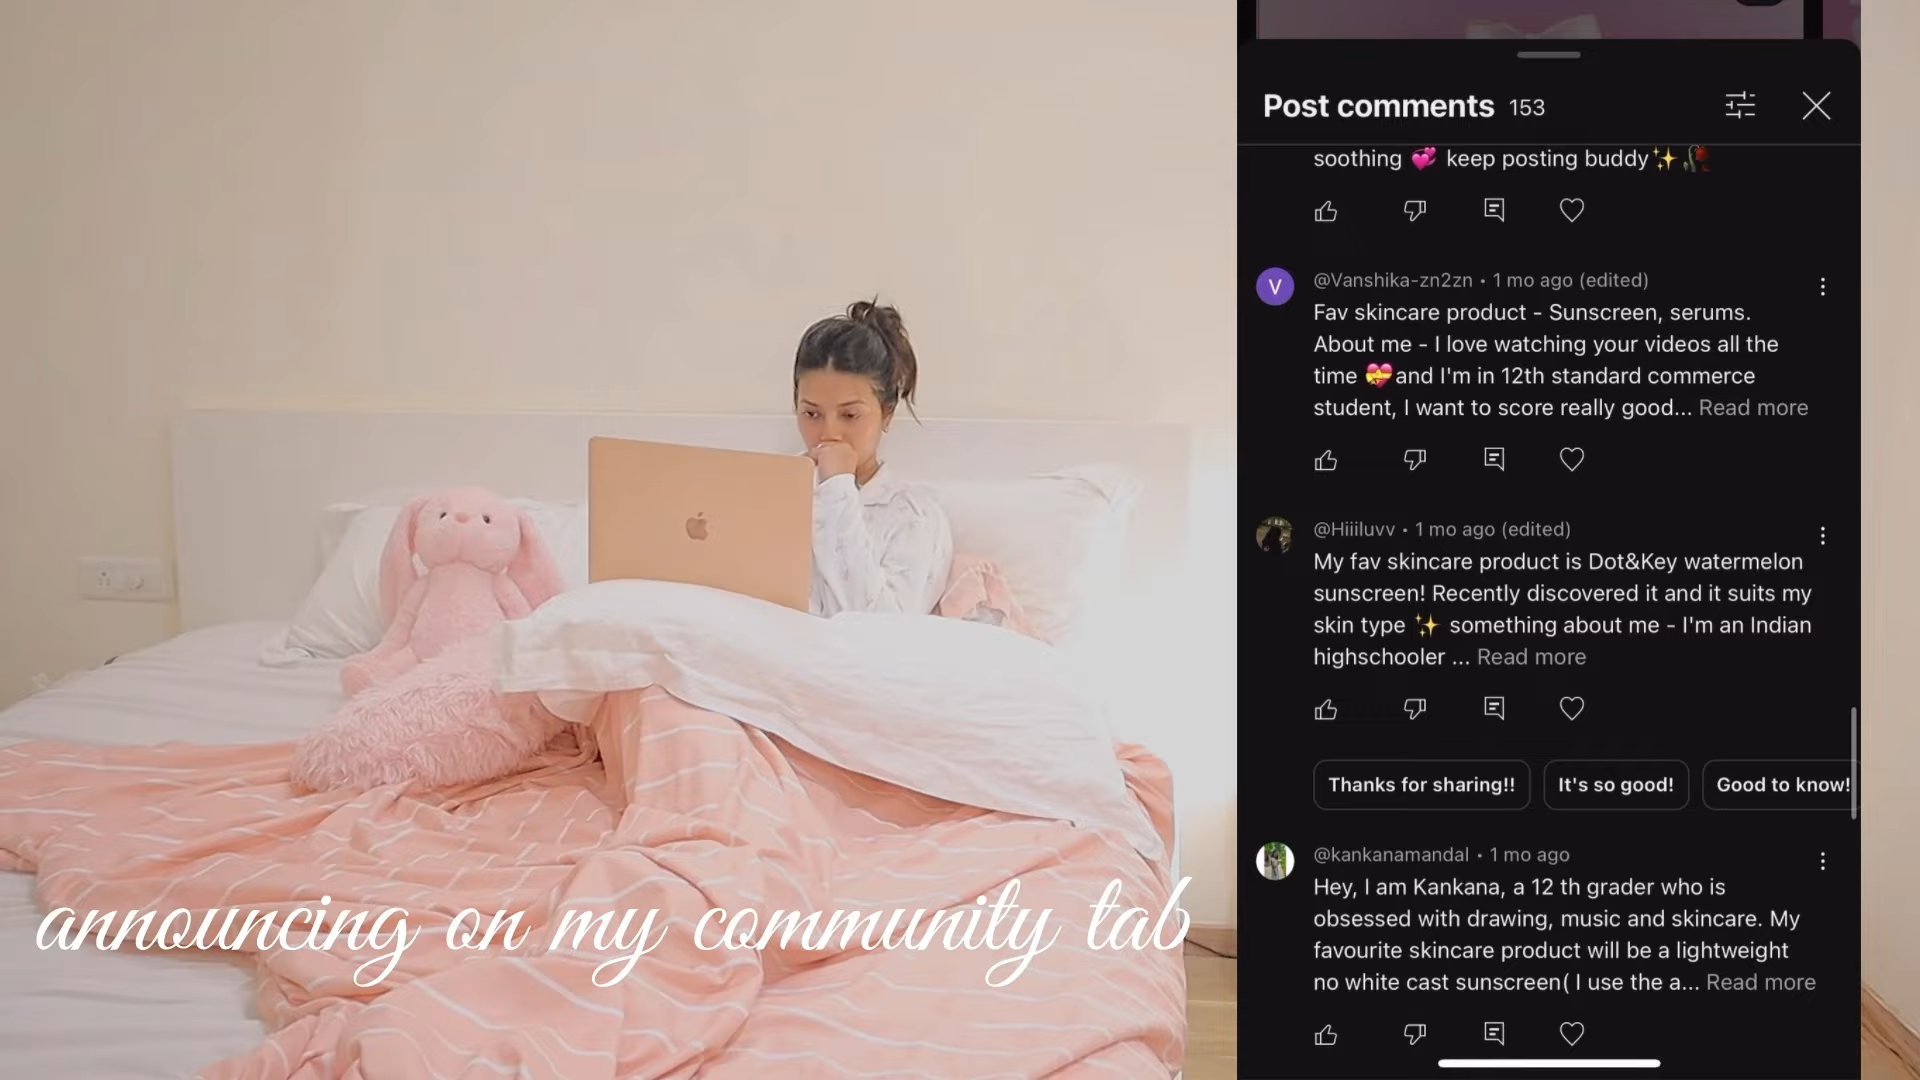 announcing on my community tab
Post comments 153
soothing 💞 keep posting buddy✨🥀
V
@Vanshika-zn2zn • 1 mo ago (edited)
Fav skincare product - Sunscreen, serums.
About me - I love watching your videos all the
time 💝and I'm in 12th standard commerce
student, I want to score really good... Read more
@Hiiiluvv • 1 mo ago (edited)
My fav skincare product is Dot&Key watermelon
sunscreen! Recently discovered it and it suits my
skin type ✨ something about me - I'm an Indian
highschooler ... Read more
Thanks for sharing!! It's so good! Good to know!
@kankanamandal • 1 mo ago
Hey, I am Kankana, a 12 th grader who is
obsessed with drawing, music and skincare. My
favourite skincare product will be a lightweight
no white cast sunscreen( I use the a... Read more